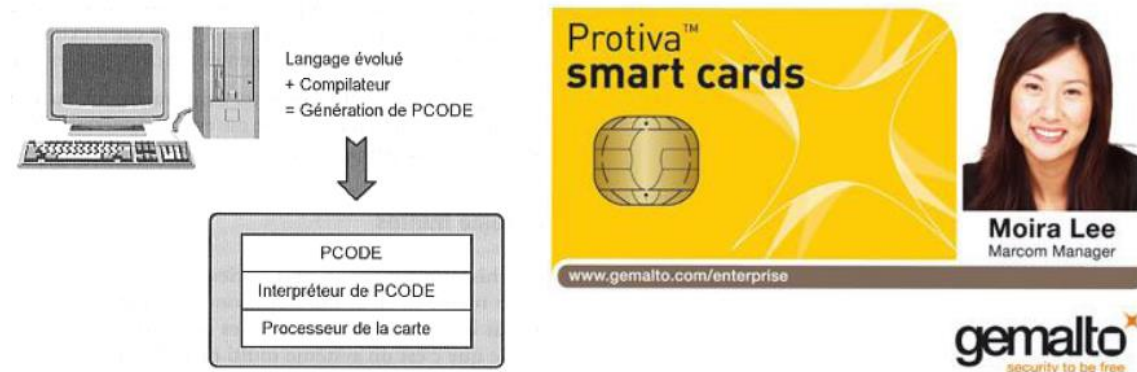 Langage évolué
+ Compilateur
= Génération de PCODE
PCODE
Interpréteur de PCODE
Processeur de la carte
Protiva™
smart cards
Moira Lee
Marcom Manager
www.gemalto.com/enterprise
gemalto
security to be free